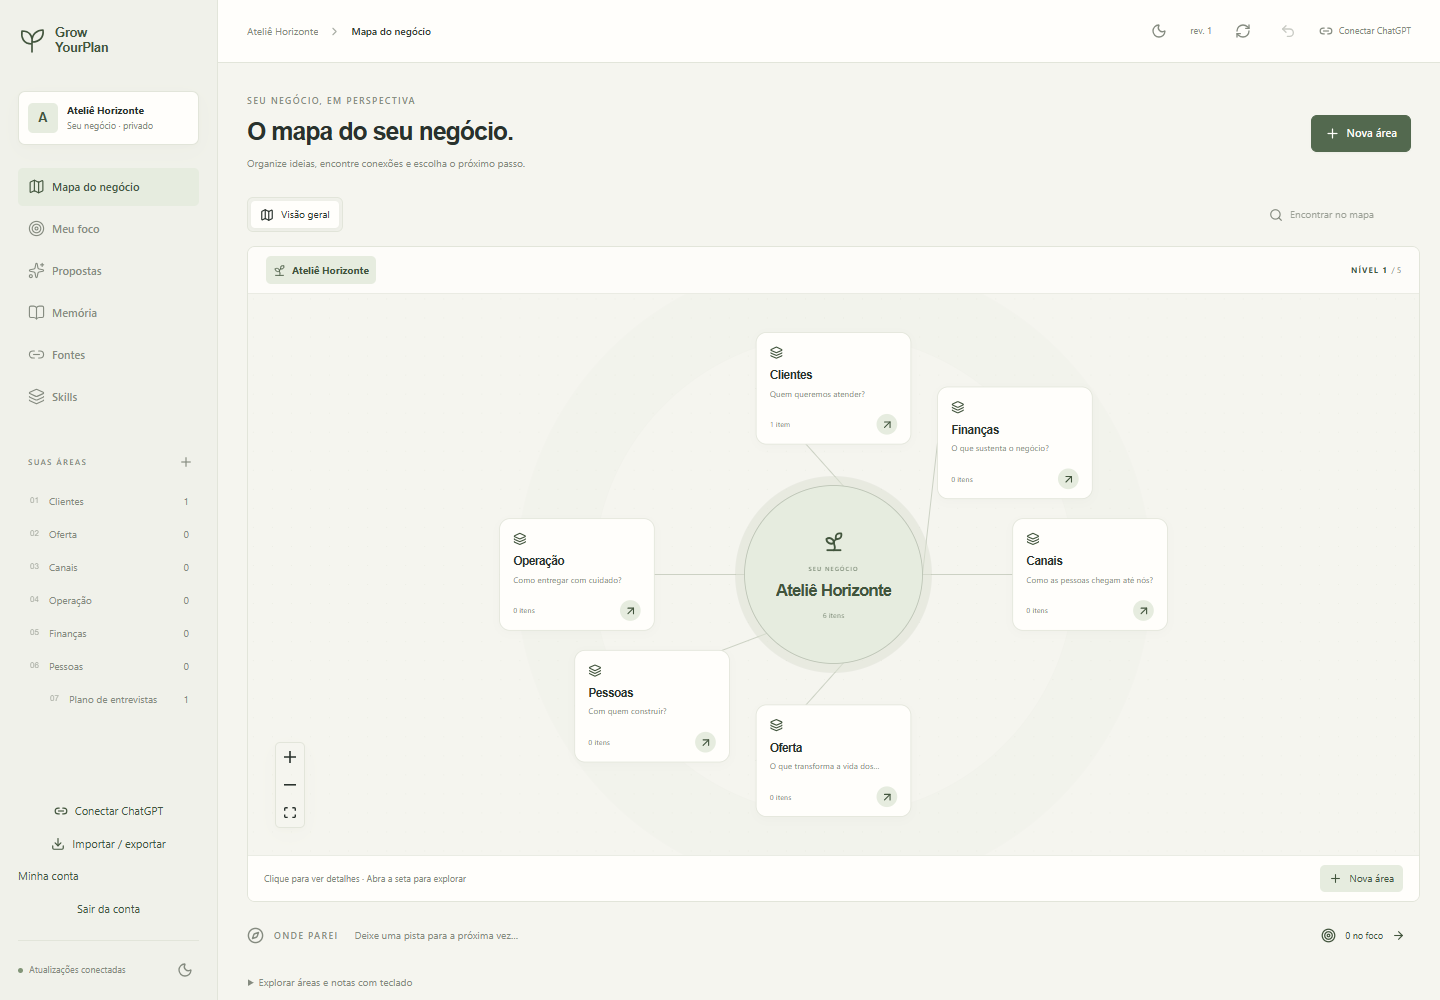 Grow
YourPlan
A
Ateliê Horizonte
Seu negócio · privado
Mapa do negócio
Meu foco
Propostas
Memória
Fontes
Skills
SUAS ÁREAS
01 Clientes 1
02 Oferta 0
03 Canais 0
04 Operação 0
05 Finanças 0
06 Pessoas 0
07 Plano de entrevistas 1
Conectar ChatGPT
Importar / exportar
Minha conta
Sair da conta
Atualizações conectadas
Ateliê Horizonte
Mapa do negócio
rev. 1
Conectar ChatGPT
SEU NEGÓCIO, EM PERSPECTIVA
O mapa do seu negócio.
Organize ideias, encontre conexões e escolha o próximo passo.
Nova área
Visão geral
Encontrar no mapa
Ateliê Horizonte
NÍVEL 1 / 5
Clientes
Quem queremos atender?
1 item
Finanças
O que sustenta o negócio?
0 itens
Operação
Como entregar com cuidado?
0 itens
SEU NEGÓCIO
Ateliê Horizonte
6 itens
Canais
Como as pessoas chegam até nós?
0 itens
Pessoas
Com quem construir?
0 itens
Oferta
O que transforma a vida dos...
0 itens
Clique para ver detalhes · Abra a seta para explorar
Nova área
ONDE PAREI
Deixe uma pista para a próxima vez...
0 no foco
Explorar áreas e notas com teclado